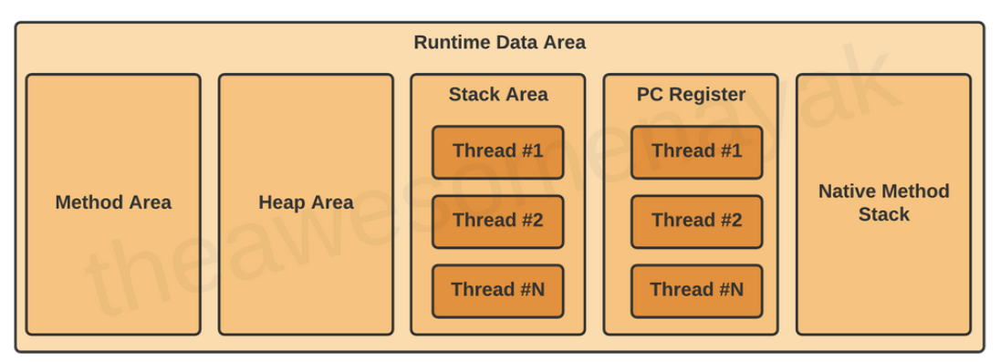 Runtime Data Area
Method Area
Heap Area
Stack Area
Thread #1
Thread #2
Thread #N
PC Register
Thread #1
Thread #2
Thread #N
Native Method
Stack
theawesomenayak